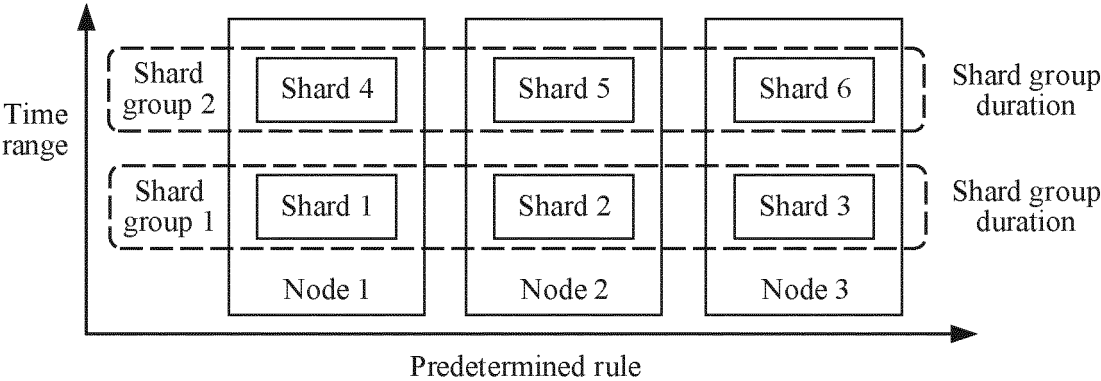 Time
range
Shard
group 2
Shard 4
Shard 5
Shard 6
Shard group
duration
Shard
group 1
Shard 1
Shard 2
Shard 3
Shard group
duration
Node 1
Node 2
Node 3
Predetermined rule